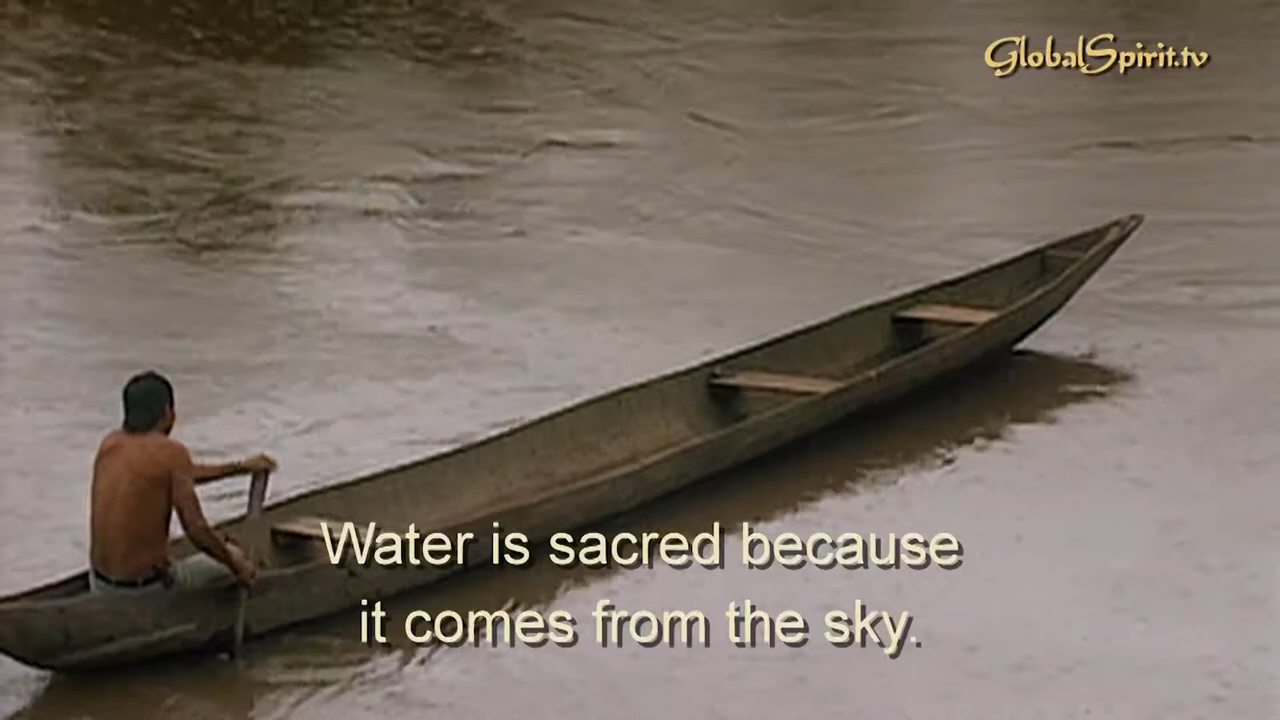 GlobalSpirit.tv
Water is sacred because
it comes from the sky.